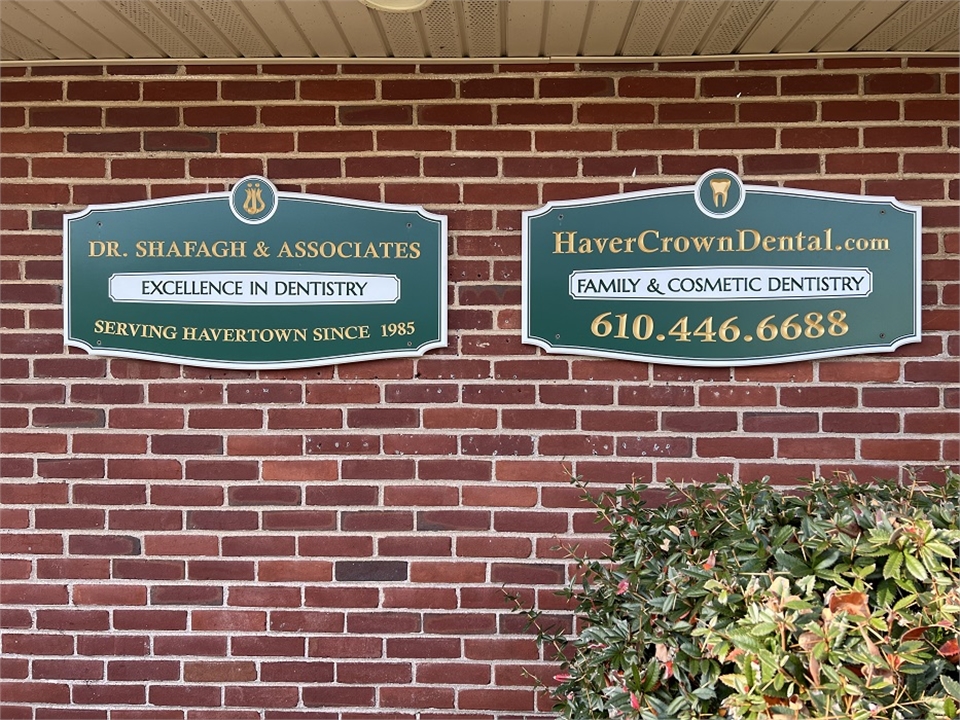 DR. SHAFAGH & ASSOCIATES
EXCELLENCE IN DENTISTRY
SERVING HAVERTOWN SINCE 1985
HaverCrownDental.com
FAMILY & COSMETIC DENTISTRY
610.446.6688